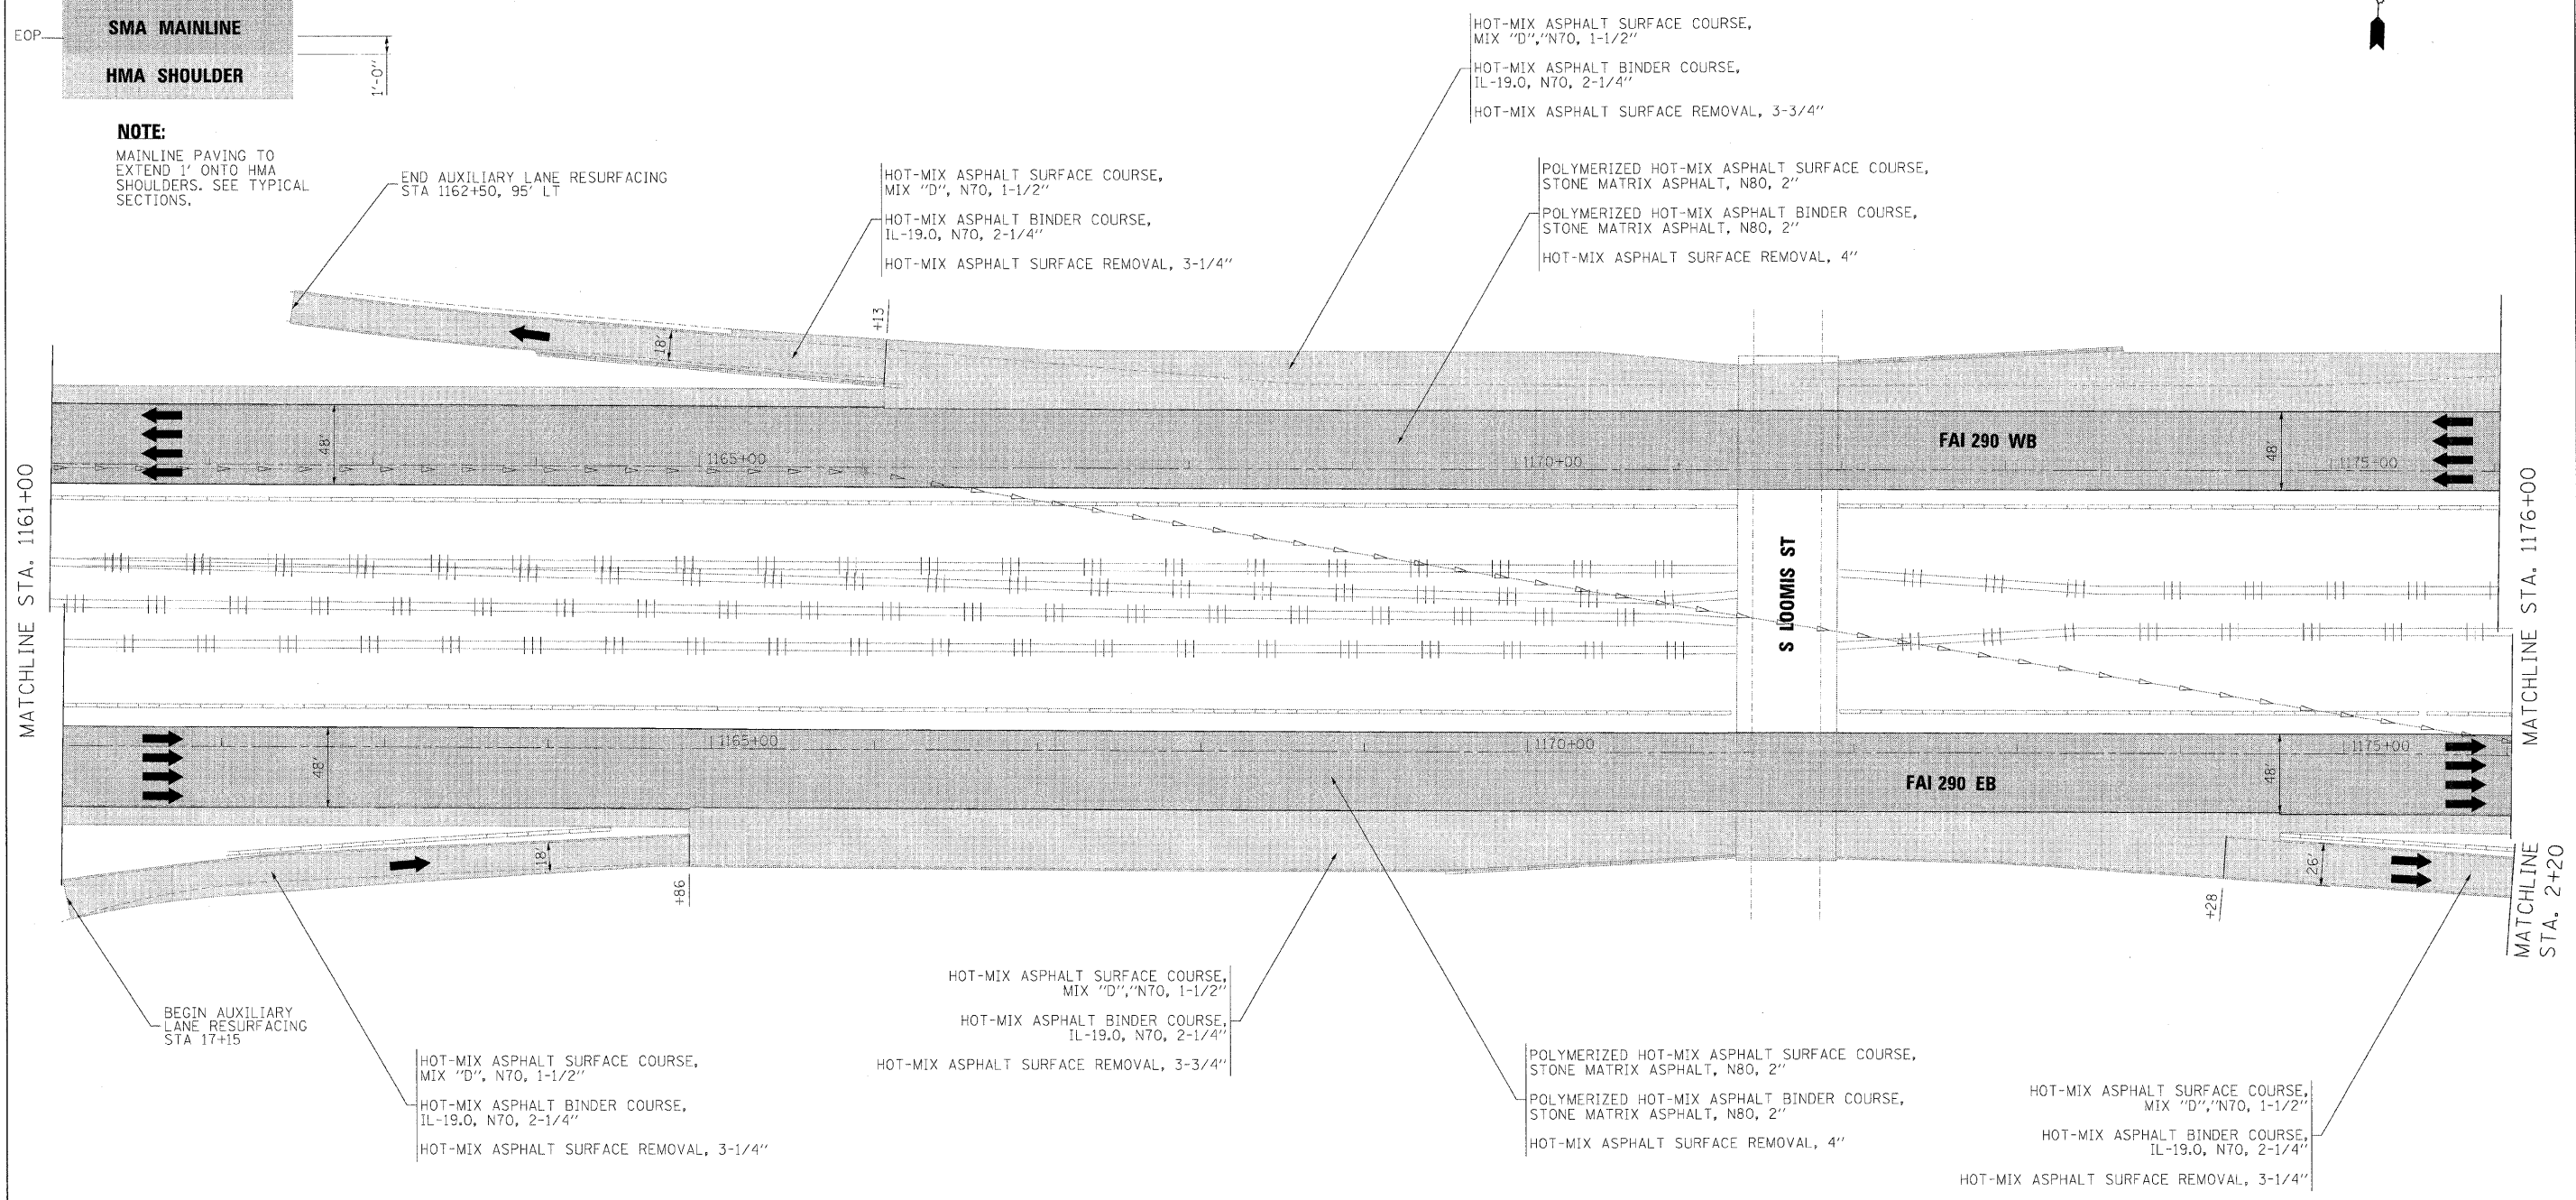 EOP
SMA MAINLINE
HMA SHOULDER
1'-0"
NOTE:
MAINLINE PAVING TO
EXTEND 1' ONTO HMA
SHOULDERS. SEE TYPICAL
SECTIONS.
END AUXILIARY LANE RESURFACING
STA 1162+50, 95' LT
HOT-MIX ASPHALT SURFACE COURSE,
MIX "D", N70, 1-1/2"
HOT-MIX ASPHALT BINDER COURSE,
IL-19.0, N70, 2-1/4"
HOT-MIX ASPHALT SURFACE REMOVAL, 3-1/4"
HOT-MIX ASPHALT SURFACE COURSE,
MIX "D","N70, 1-1/2"
HOT-MIX ASPHALT BINDER COURSE,
IL-19.0, N70, 2-1/4"
HOT-MIX ASPHALT SURFACE REMOVAL, 3-3/4"
POLYMERIZED HOT-MIX ASPHALT SURFACE COURSE,
STONE MATRIX ASPHALT, N80, 2"
POLYMERIZED HOT-MIX ASPHALT BINDER COURSE,
STONE MATRIX ASPHALT, N80, 2"
HOT-MIX ASPHALT SURFACE REMOVAL, 4"
+13
18'
48'
1165+00
1170+00
FAI 290 WB
1175+00
48'
MATCHLINE STA. 1161+00
S LOOMIS ST
MATCHLINE STA. 1176+00
48'
1165+00
1170+00
FAI 290 EB
1175+00
48'
18'
+86
+28
26'
MATCHLINE
STA. 2+20
BEGIN AUXILIARY
LANE RESURFACING
STA 17+15
HOT-MIX ASPHALT SURFACE COURSE,
MIX "D", N70, 1-1/2"
HOT-MIX ASPHALT BINDER COURSE,
IL-19.0, N70, 2-1/4"
HOT-MIX ASPHALT SURFACE REMOVAL, 3-1/4"
HOT-MIX ASPHALT SURFACE COURSE,
MIX "D","N70, 1-1/2"
HOT-MIX ASPHALT BINDER COURSE,
IL-19.0, N70, 2-1/4"
HOT-MIX ASPHALT SURFACE REMOVAL, 3-3/4"
POLYMERIZED HOT-MIX ASPHALT SURFACE COURSE,
STONE MATRIX ASPHALT, N80, 2"
POLYMERIZED HOT-MIX ASPHALT BINDER COURSE,
STONE MATRIX ASPHALT, N80, 2"
HOT-MIX ASPHALT SURFACE REMOVAL, 4"
HOT-MIX ASPHALT SURFACE COURSE,
MIX "D","N70, 1-1/2"
HOT-MIX ASPHALT BINDER COURSE,
IL-19.0, N70, 2-1/4"
HOT-MIX ASPHALT SURFACE REMOVAL, 3-1/4"